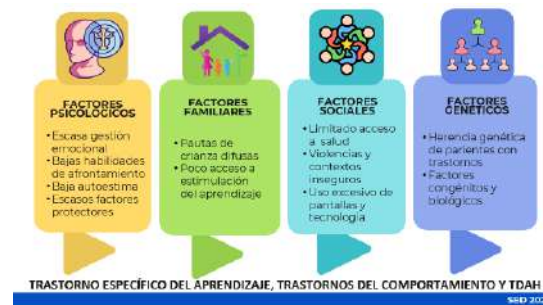 FACTORES
PSICOLÓGICOS
• Escasa gestión
emocional
• Bajas habilidades
de afrontamiento
• Baja autoestima
• Escasos factores
protectores
FACTORES
FAMILIARES
• Pautas de
crianza difusas
• Poco acceso a
estimulación
del aprendizaje
FACTORES
SOCIALES
• Limitado acceso
a salud
• Violencias y
contextos
inseguros
• Uso excesivo de
pantallas y
tecnología
FACTORES
GENÉTICOS
• Herencia genética
de parientes con
trastornos
• Factores
congénitos y
biológicos
TRASTORNO ESPECÍFICO DEL APRENDIZAJE, TRASTORNOS DEL COMPORTAMIENTO Y TDAH
SED